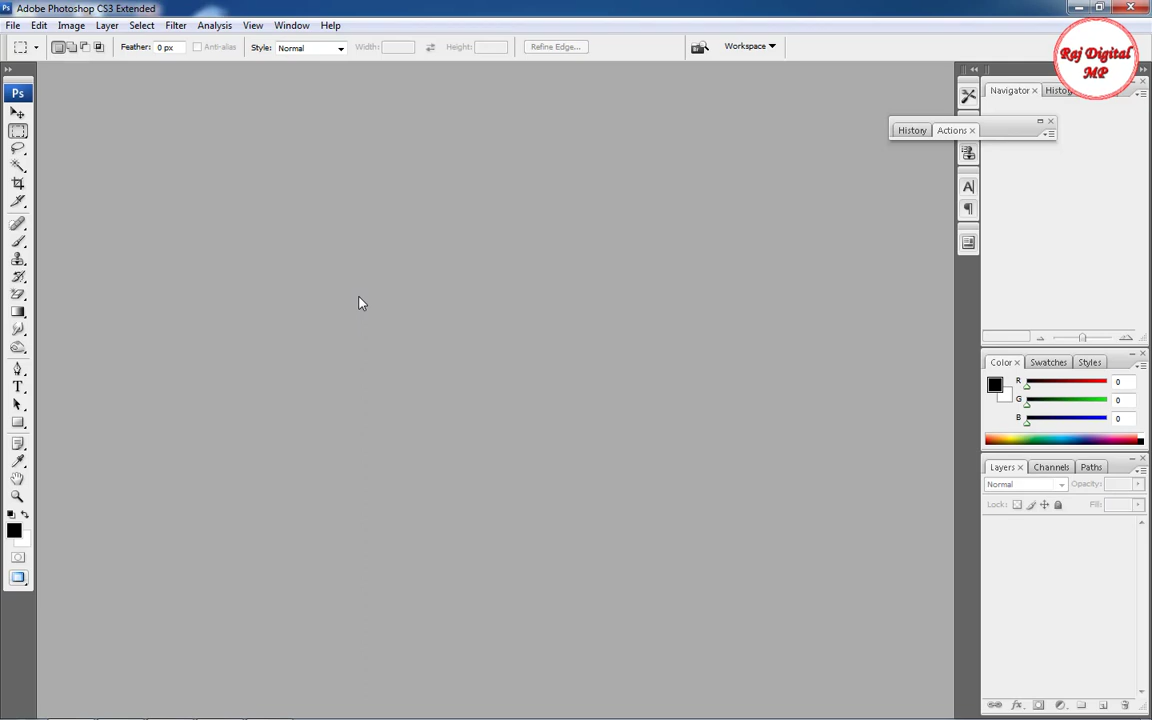 Ps Adobe Photoshop CS3 Extended
File Edit Image Layer Select Filter Analysis View Window Help
Feather: 0 px Anti-alias Style: Normal Width: Height: Refine Edge... Workspace
Raj Digital
MP
Ps
Navigator
History Actions
A
Color Swatches Styles
R 0
G 0
B 0
Layers Channels Paths
Normal Opacity:
Lock: Fill:
T